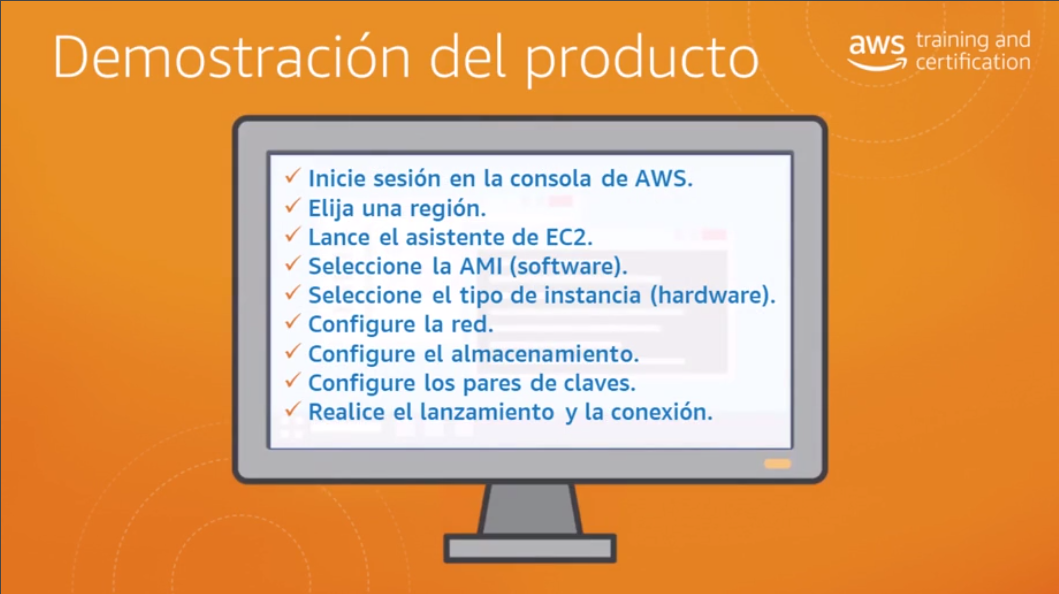 Demostración del producto
aws training and
certification
Inicie sesión en la consola de AWS.
Elija una región.
Lance el asistente de EC2.
Seleccione la AMI (software).
Seleccione el tipo de instancia (hardware).
Configure la red.
Configure el almacenamiento.
Configure los pares de claves.
Realice el lanzamiento y la conexión.